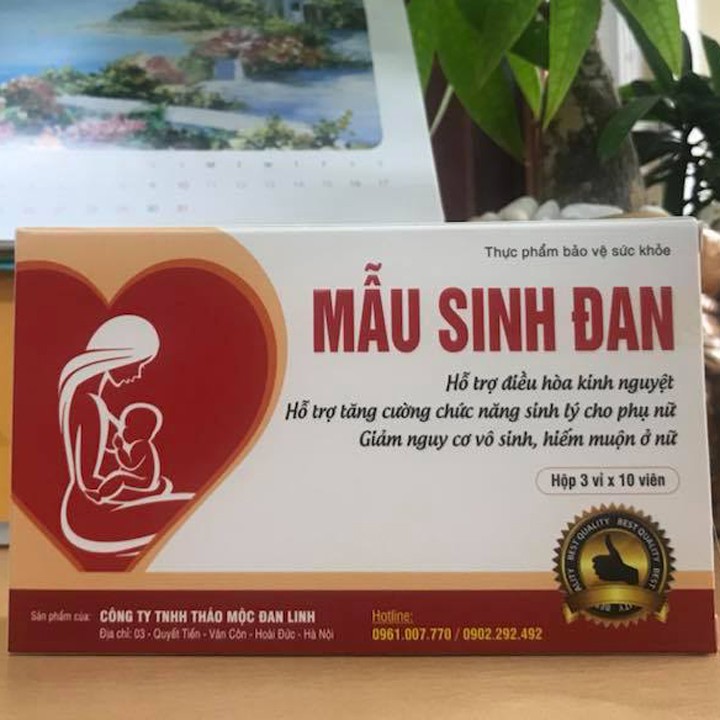 Thực phẩm bảo vệ sức khỏe
MẪU SINH ĐAN
Hỗ trợ điều hòa kinh nguyệt
Hỗ trợ tăng cường chức năng sinh lý cho phụ nữ
Giảm nguy cơ vô sinh, hiếm muộn ở nữ
Hộp 3 vỉ x 10 viên
BEST QUALITY BEST QUALITY
Sản phẩm của: CÔNG TY TNHH THẢO MỘC ĐAN LINH
Địa chỉ: 03 - Quyết Tiến - Vân Côn - Hoài Đức - Hà Nội
Hotline:
0961.007.770 / 0902.292.492